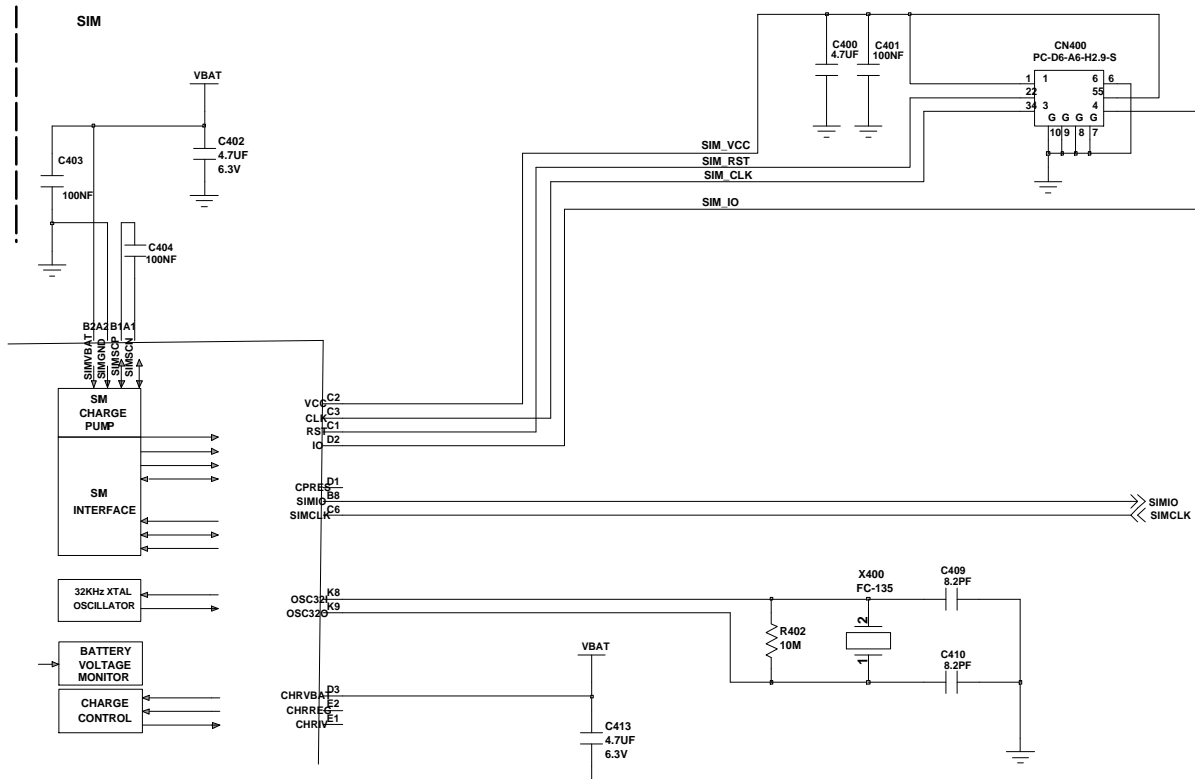 SIM
VBAT
C403
100NF
C402
4.7UF
6.3V
C404
100NF
C400
4.7UF
C401
100NF
CN400
PC-D6-A6-H2.9-S
1 1 6 6
22 55
34 3 4
G G G G
10 9 8 7
SIM_VCC
SIM_RST
SIM_CLK
SIM_IO
B2A2 B1A1
SIMVBAT
SIMGND
SIMSCP
SIMSCN
SIM
CHARGE
PUMP
SIM
INTERFACE
VCC C2
CLK C3
RST C1
IO D2
CPRES D1
SIMIO B8
SIMCLK C6
SIMIO
SIMCLK
32KHz XTAL
OSCILLATOR
OSC32I K8
OSC32O K9
R402
10M
X400
FC-135
2
1
C409
8.2PF
C410
8.2PF
BATTERY
VOLTAGE
MONITOR
CHARGE
CONTROL
VBAT
CHRVBAT D3
CHRREG E2
CHRIV E1
C413
4.7UF
6.3V